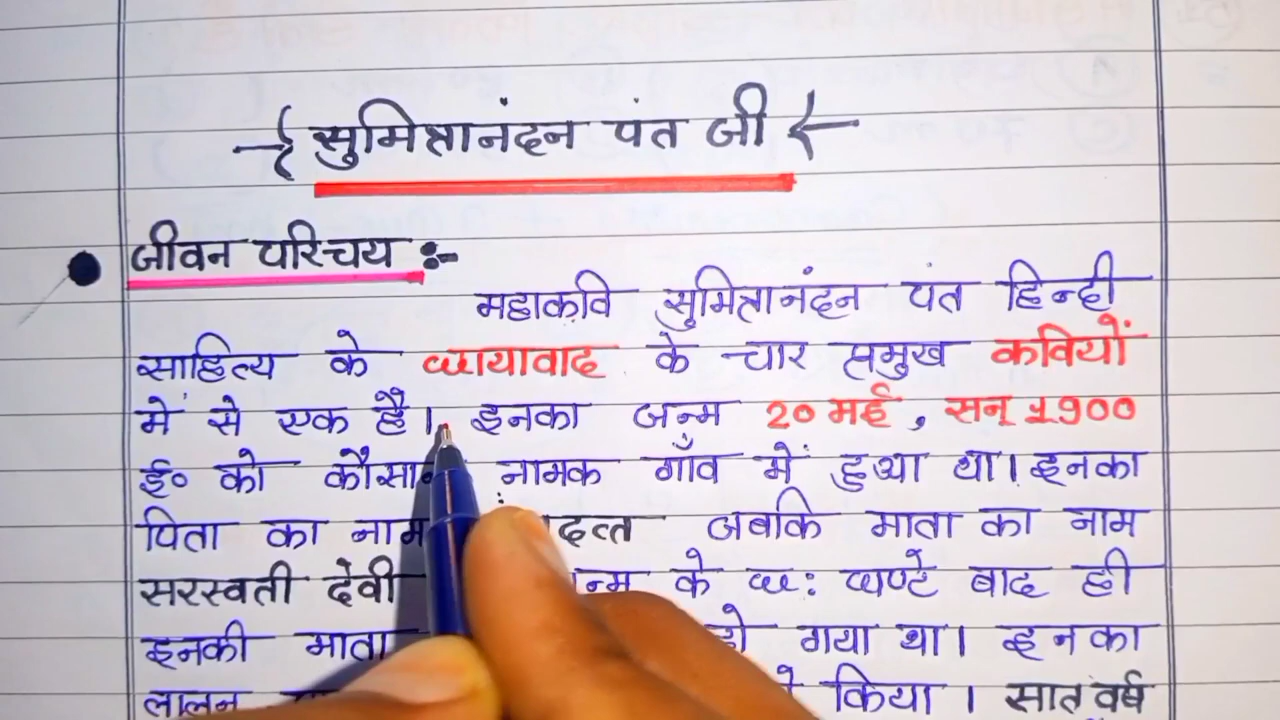 सुमित्रानंदन पंत जी
जीवन परिचय :-
महाकवि सुमित्रानंदन पंत हिन्दी
साहित्य के छायावाद के चार प्रमुख कवियों
में से एक है। इनका जन्म 20 मई, सन् 1900
ई० को नामक गाँव में हुआ था। इनका
पिता का नाम जबकि माता का नाम
सरस्वती देवी के छः घण्टे बाद ही
इनकी माता हो गया था। इनका
लालन किया। सात वर्ष